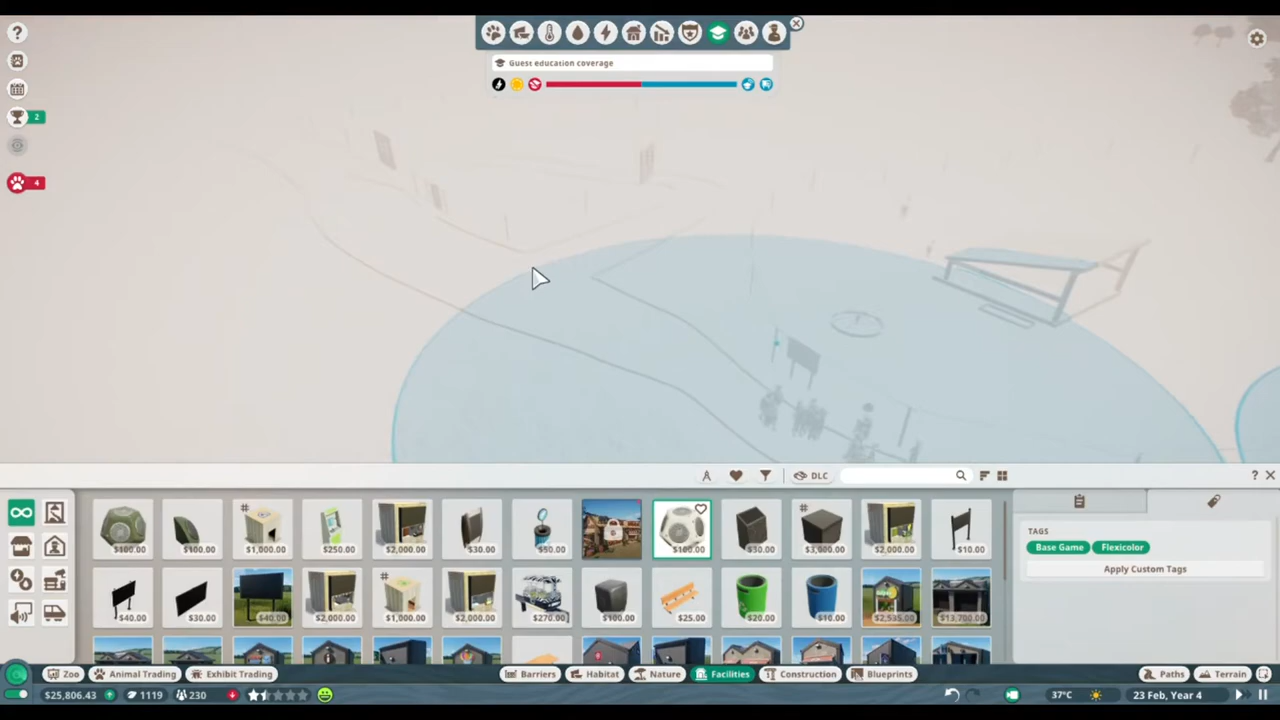 ?
2
4
Guest education coverage
DLC
?
$100.00
$100.00
$1,000.00
$250.00
$2,000.00
$30.00
$50.00
$100.00
$30.00
$3,000.00
$2,000.00
$10.00
$40.00
$30.00
$40.00
$2,000.00
$1,000.00
$2,000.00
$270.00
$100.00
$25.00
$20.00
$10.00
$2,535.00
$13,700.00
TAGS
Base Game
Flexicolor
Apply Custom Tags
Zoo
Animal Trading
Exhibit Trading
Barriers
Habitat
Nature
Facilities
Construction
Blueprints
Paths
Terrain
$25,806.43
1119
230
37°C
23 Feb, Year 4